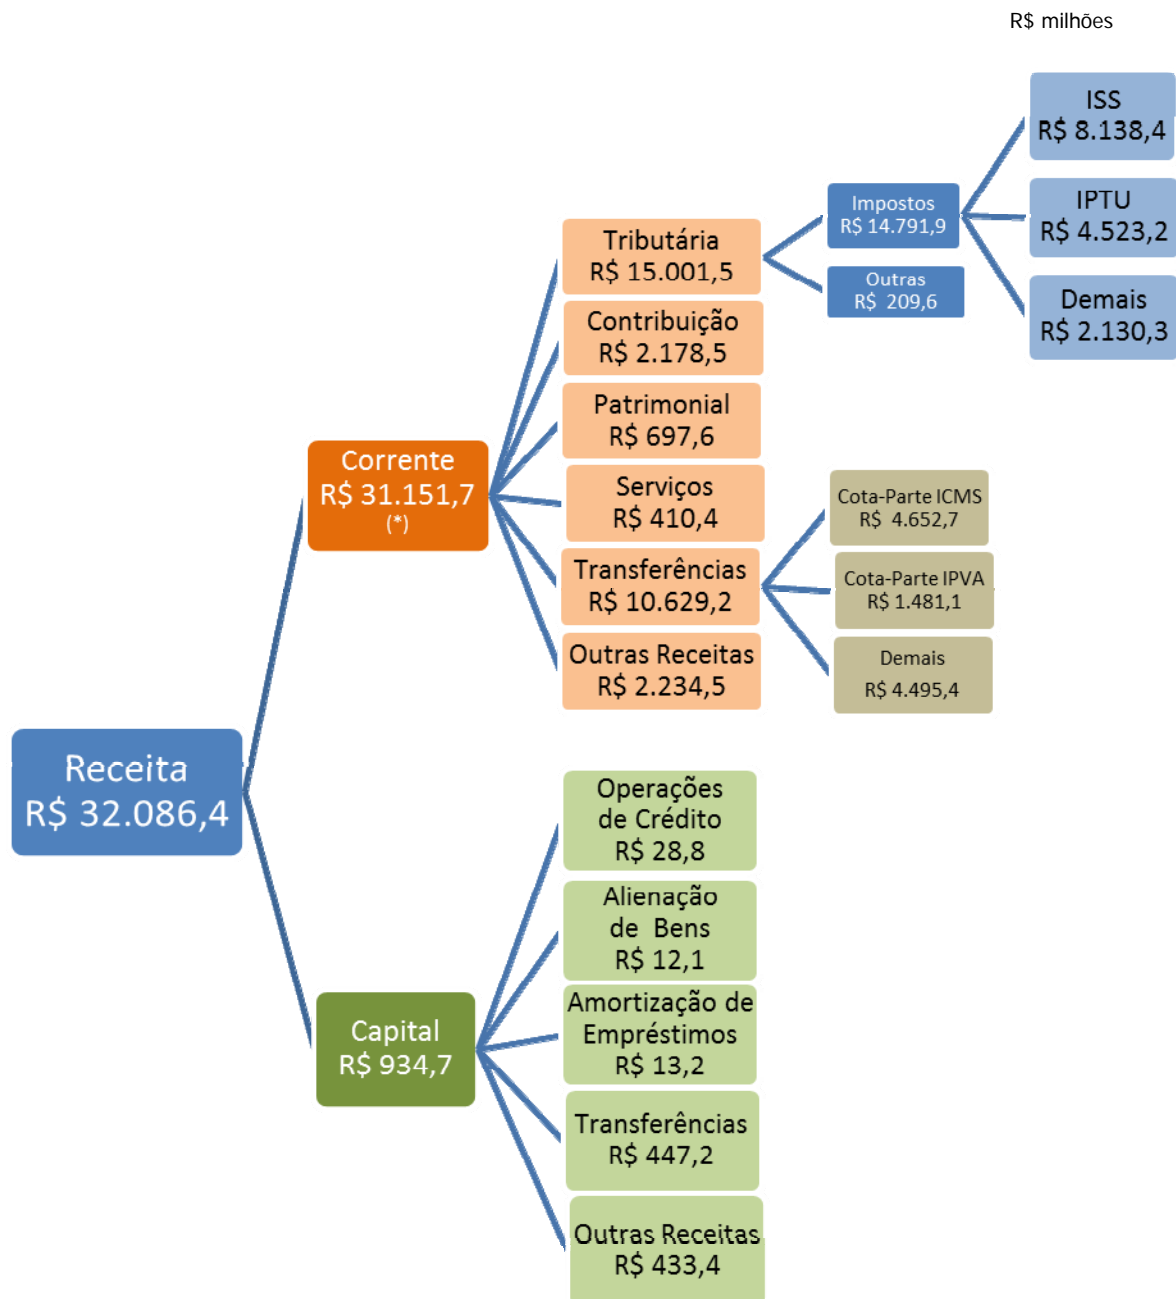 R$ milhões
ISS
R$ 8.138,4
IPTU
R$ 4.523,2
Demais
R$ 2.130,3
Impostos
R$ 14.791,9
Outras
R$ 209,6
Tributária
R$ 15.001,5
Contribuição
R$ 2.178,5
Patrimonial
R$ 697,6
Serviços
R$ 410,4
Transferências
R$ 10.629,2
Outras Receitas
R$ 2.234,5
Cota-Parte ICMS
R$ 4.652,7
Cota-Parte IPVA
R$ 1.481,1
Demais
R$ 4.495,4
Corrente
R$ 31.151,7
(*)
Receita
R$ 32.086,4
Capital
R$ 934,7
Operações
de Crédito
R$ 28,8
Alienação
de Bens
R$ 12,1
Amortização de
Empréstimos
R$ 13,2
Transferências
R$ 447,2
Outras Receitas
R$ 433,4